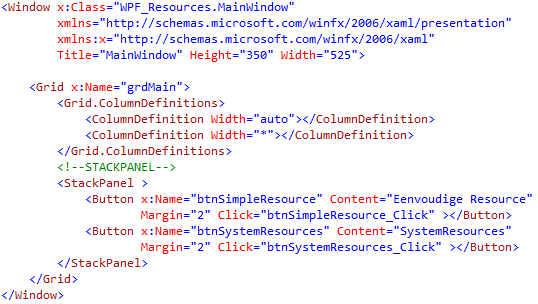 <Window x:Class="WPF_Resources.MainWindow"
        xmlns="http://schemas.microsoft.com/winfx/2006/xaml/presentation"
        xmlns:x="http://schemas.microsoft.com/winfx/2006/xaml"
        Title="MainWindow" Height="350" Width="525">

    <Grid x:Name="grdMain">
        <Grid.ColumnDefinitions>
            <ColumnDefinition Width="auto"></ColumnDefinition>
            <ColumnDefinition Width="*"></ColumnDefinition>
        </Grid.ColumnDefinitions>
        <!--STACKPANEL-->
        <StackPanel >
            <Button x:Name="btnSimpleResource" Content="Eenvoudige Resource"
                    Margin="2" Click="btnSimpleResource_Click" ></Button>
            <Button x:Name="btnSystemResources" Content="SystemResources"
                    Margin="2" Click="btnSystemResources_Click" ></Button>
        </StackPanel>
    </Grid>
</Window>